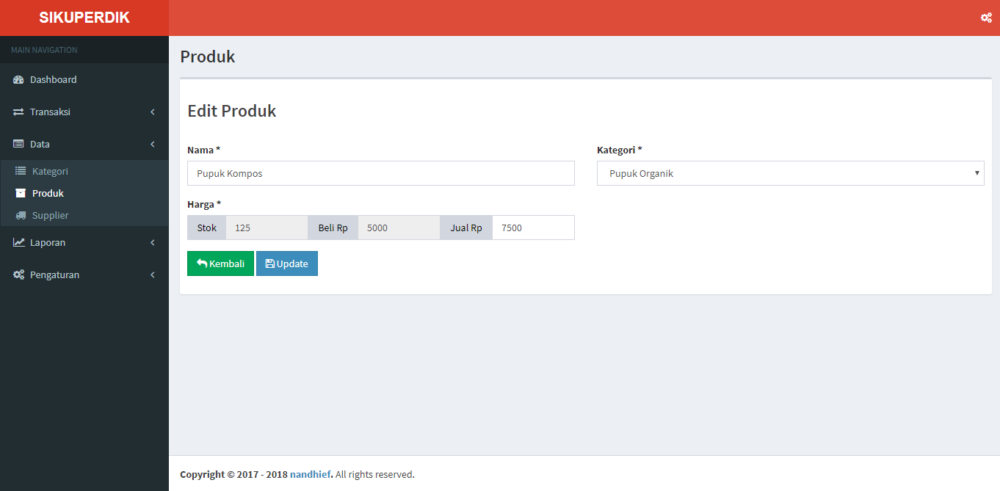 SIKUPERDIK
MAIN NAVIGATION
Dashboard
Transaksi
Data
Kategori
Produk
Supplier
Laporan
Pengaturan
Produk
Edit Produk
Nama *
Pupuk Kompos
Kategori *
Pupuk Organik
Harga *
Stok 125 Beli Rp 5000 Jual Rp 7500
Kembali Update
Copyright © 2017 - 2018 nandhief. All rights reserved.